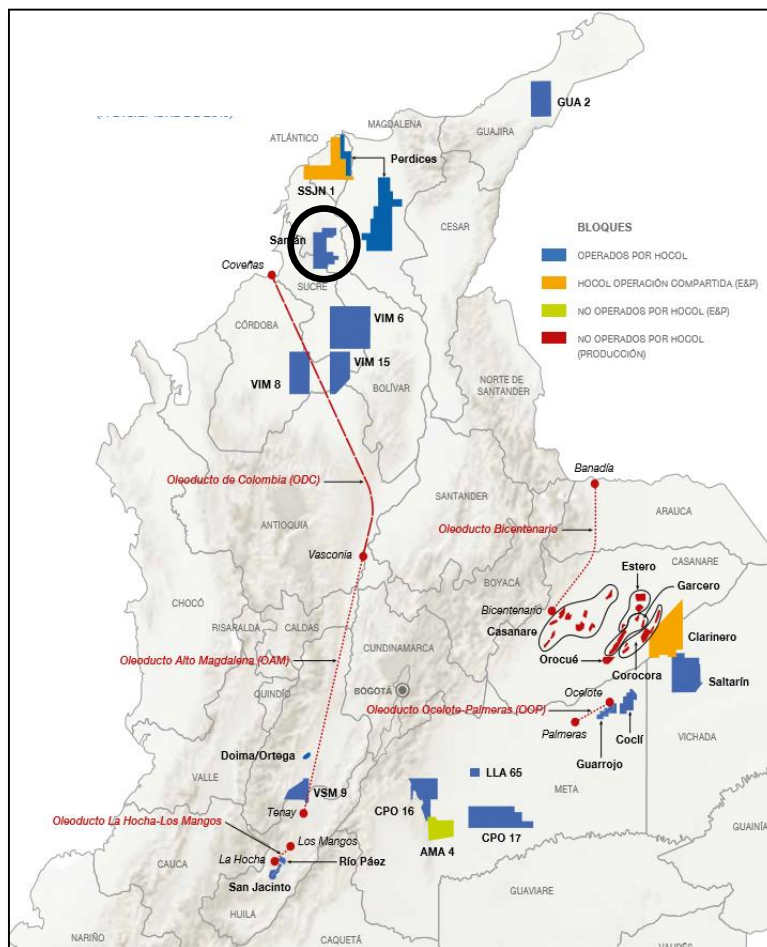 GUA 2
MAGDALENA
GUAJIRA
ATLÁNTICO
Perdices
SSJN 1
CESAR
BLOQUES
OPERADOS POR HOCOL
HOCOL OPERACIÓN COMPARTIDA (E&P)
NO OPERADOS POR HOCOL (E&P)
NO OPERADOS POR HOCOL
(PRODUCCIÓN)
Samán
Coveñas
SUCRE
VIM 6
CÓRDOBA
VIM 15
VIM 8
BOLÍVAR
NORTE DE
SANTANDER
Banadía
Oleoducto de Colombia (ODC)
SANTANDER
ARAUCA
Oleoducto Bicentenario
ANTIOQUIA
Vasconia
CASANARE
Estero
BOYACÁ
Garcero
CHOCÓ
Bicentenario
Casanare
RISARALDA
CALDAS
Clarinero
CUNDINAMARCA
Orocué
Oleoducto Alto Magdalena (OAM)
Corocora
Saltarín
QUINDÍO
BOGOTÁ
Ocelote
Oleoducto Ocelote-Palmeras (OOP)
Palmeras
Coclí
VICHADA
Doima/Ortega
Guarrojo
VALLE
LLA 65
META
VSM 9
CPO 16
Tenay
CPO 17
Oleoducto La Hocha-Los Mangos
AMA 4
Los Mangos
CAUCA
La Hocha
Río Páez
San Jacinto
GUAVIARE
HUILA
NARIÑO
CAQUETÁ